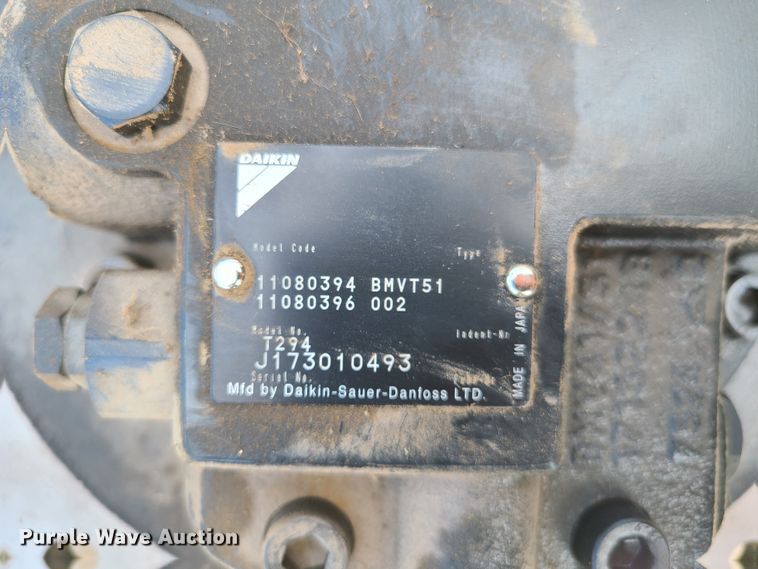 DAIKIN
Model Code Type
11080394 BMVT51
11080396 002
Model No. Indent-Nr
T294
J173010493
Serial No.
Mfd by Daikin-Sauer-Danfoss LTD.
MADE IN JAPAN
Purple Wave Auction